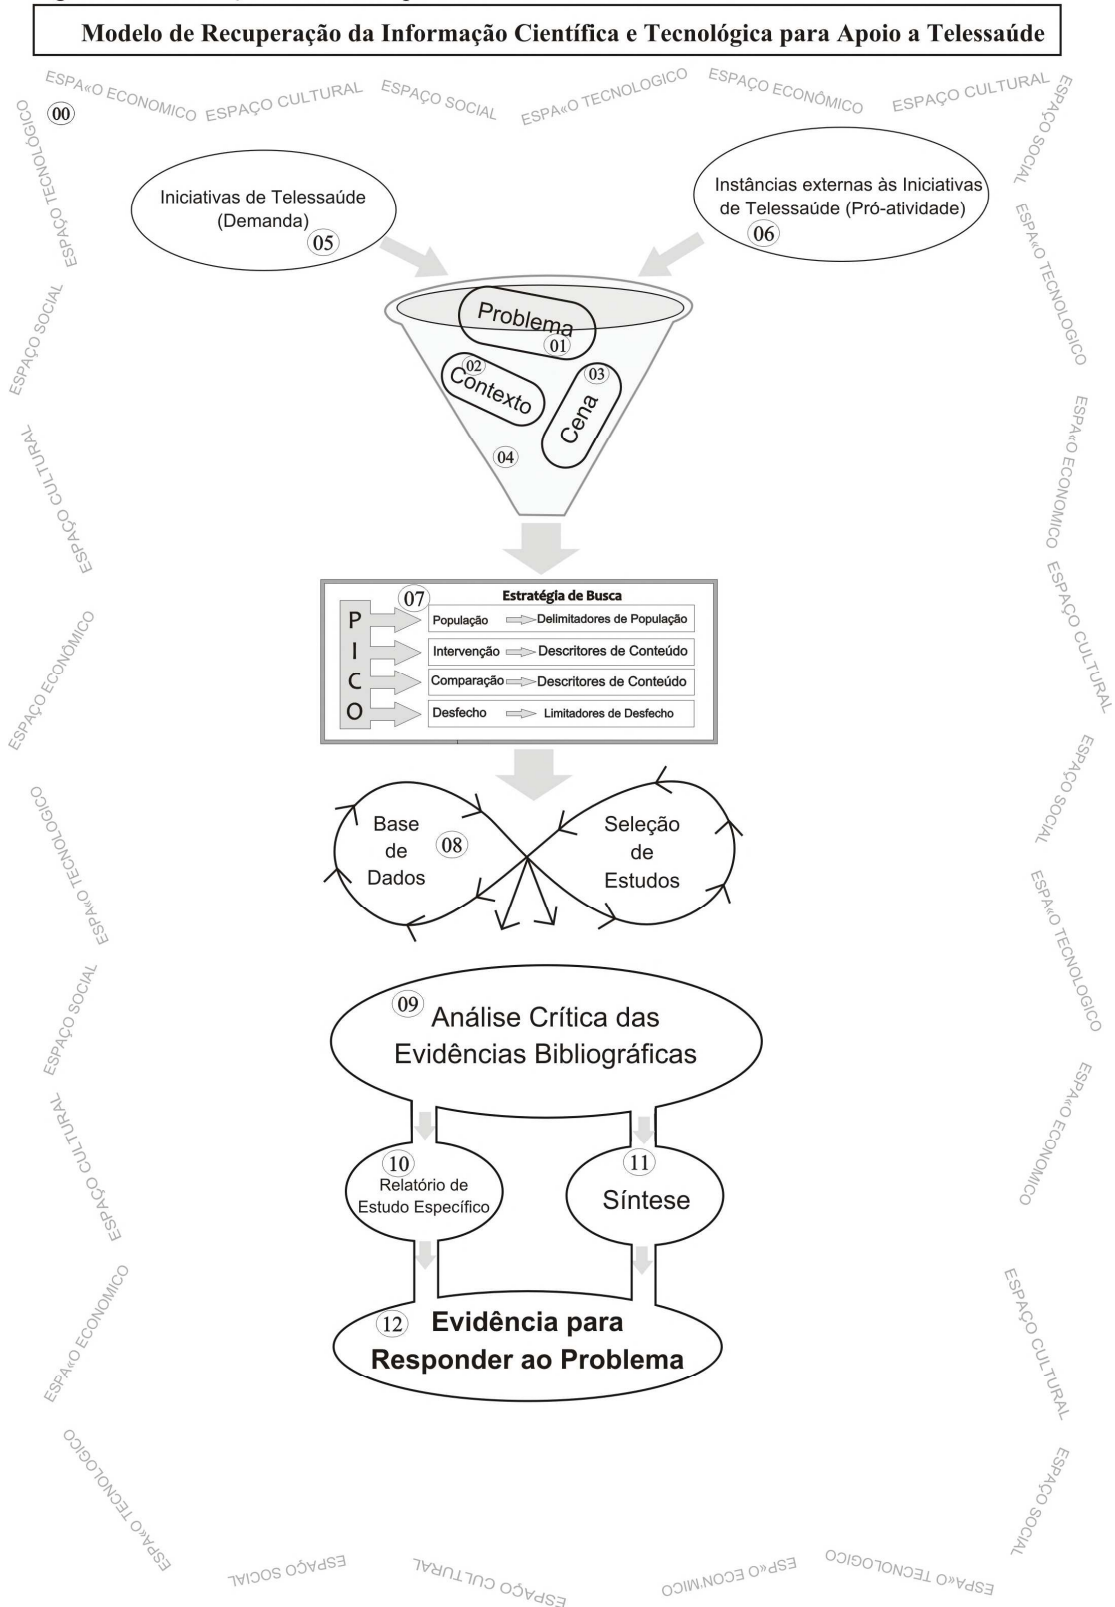 Modelo de Recuperação da Informação Científica e Tecnológica para Apoio a Telessaúde
ESPA«O ECONOMICO
ESPAÇO CULTURAL
ESPAÇO SOCIAL
ESPA«O TECNOLOGICO
ESPAÇO ECONÔMICO
ESPAÇO CULTURAL
ESPAÇO SOCIAL
ESPA«O TECNOLOGICO
ESPA«O ECONOMICO
ESPAÇO CULTURAL
ESPAÇO SOCIAL
ESPA«O TECNOLOGICO
ESPA«O ECONOMICO
ESPAÇO CULTURAL
ESPAÇO SOCIAL
ESPA«O TECNOLOGICO
ESPA«O ECON'MICO
ESPAÇO CULTURAL
ESPAÇO SOCIAL
ESPA«O TECNOLOGICO
ESPA«O ECONOMICO
ESPAÇO CULTURAL
ESPAÇO SOCIAL
ESPA«O TECNOLOGICO
ESPAÇO ECONÔMICO
ESPAÇO CULTURAL
ESPAÇO SOCIAL
ESPAÇO TECNOLÓGICO
00
Iniciativas de Telessaúde
(Demanda)
05
Instâncias externas às Iniciativas
de Telessaúde (Pró-atividade)
06
Problema
01
02
Contexto
03
Cena
04
07
Estratégia de Busca
P
População
Delimitadores de População
I
Intervenção
Descritores de Conteúdo
C
Comparação
Descritores de Conteúdo
O
Desfecho
Limitadores de Desfecho
Base
de
Dados
08
Seleção
de
Estudos
09
Análise Crítica das
Evidências Bibliográficas
10
Relatório de
Estudo Específico
11
Síntese
12
Evidência para
Responder ao Problema